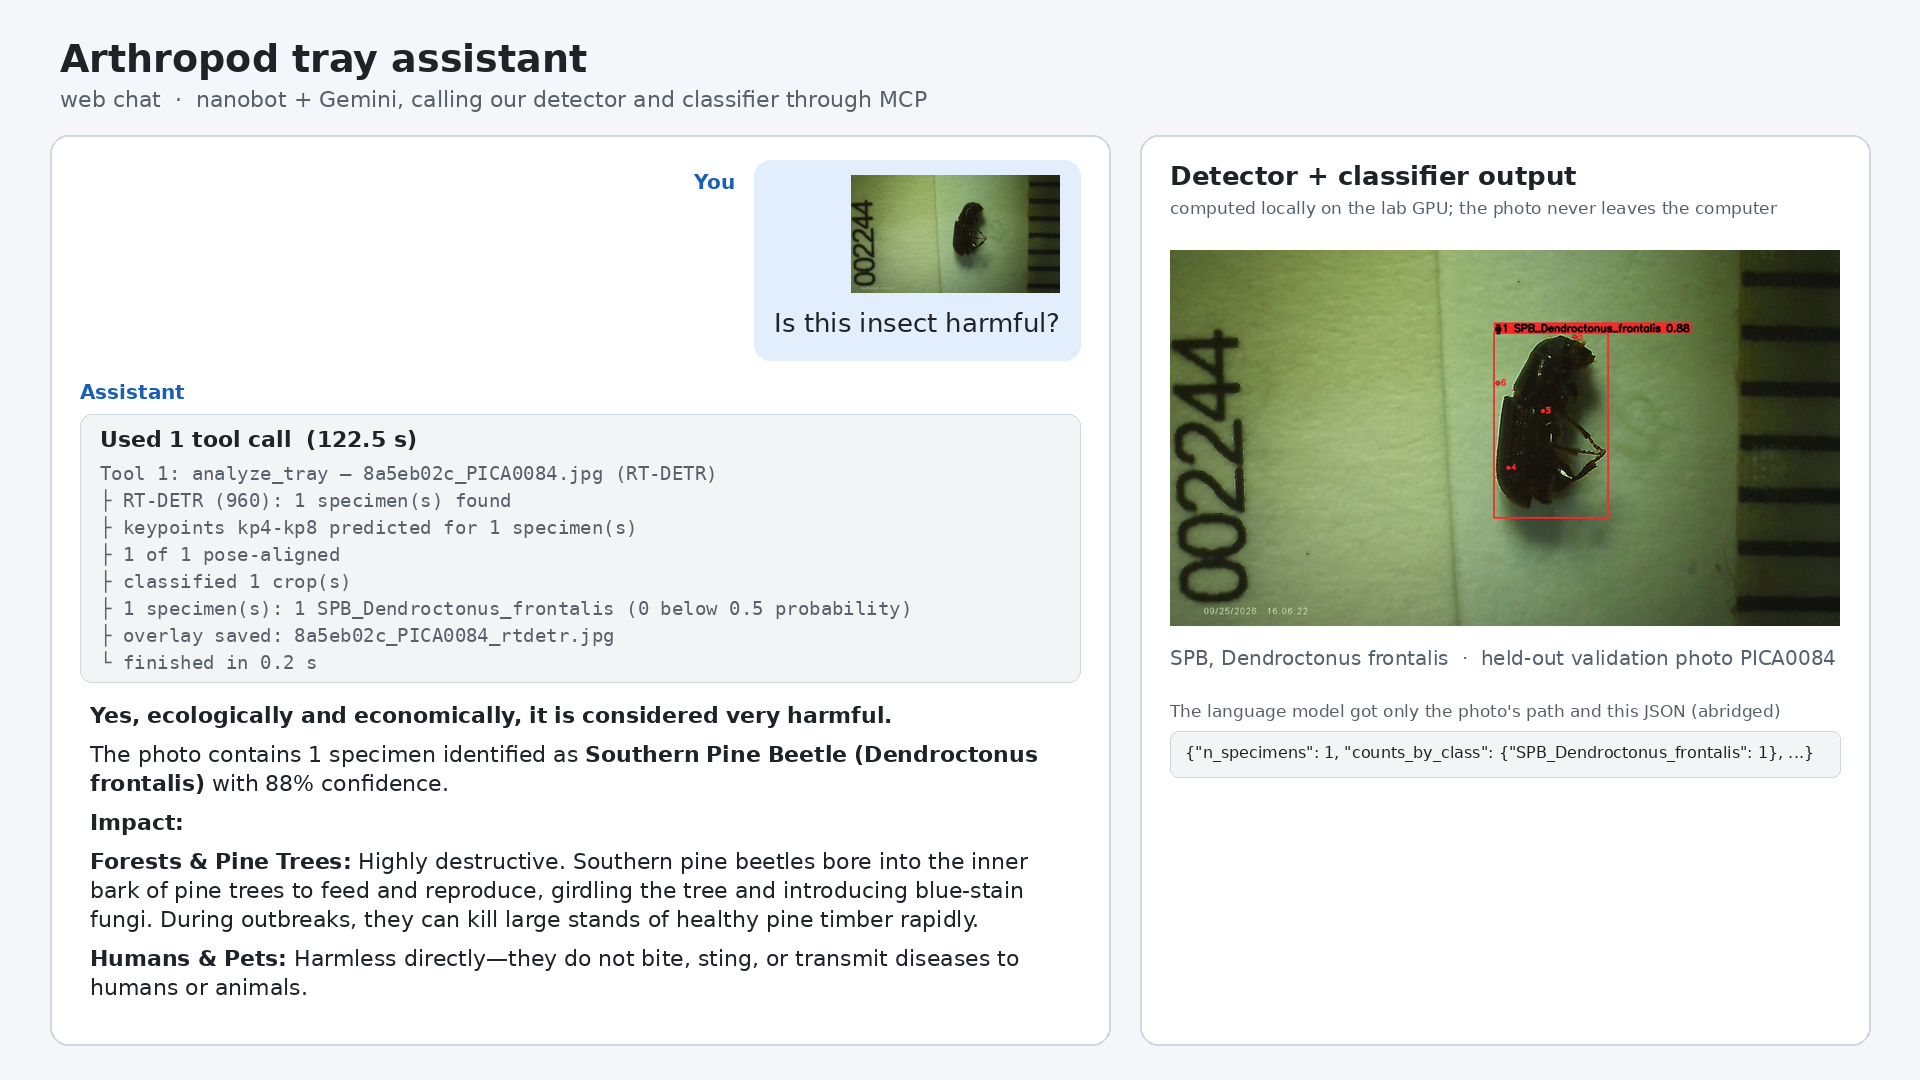 Arthropod tray assistant
web chat · nanobot + Gemini, calling our detector and classifier through MCP
You
002244
Is this insect harmful?
Assistant
Used 1 tool call (122.5 s)
Tool 1: analyze_tray — 8a5eb02c_PICA0084.jpg (RT-DETR)
├ RT-DETR (960): 1 specimen(s) found
├ keypoints kp4-kp8 predicted for 1 specimen(s)
├ 1 of 1 pose-aligned
├ classified 1 crop(s)
├ 1 specimen(s): 1 SPB_Dendroctonus_frontalis (0 below 0.5 probability)
├ overlay saved: 8a5eb02c_PICA0084_rtdetr.jpg
└ finished in 0.2 s
Yes, ecologically and economically, it is considered very harmful.
The photo contains 1 specimen identified as Southern Pine Beetle (Dendroctonus
frontalis) with 88% confidence.
Impact:
Forests & Pine Trees: Highly destructive. Southern pine beetles bore into the inner
bark of pine trees to feed and reproduce, girdling the tree and introducing blue-stain
fungi. During outbreaks, they can kill large stands of healthy pine timber rapidly.
Humans & Pets: Harmless directly—they do not bite, sting, or transmit diseases to
humans or animals.
Detector + classifier output
computed locally on the lab GPU; the photo never leaves the computer
#1 SPB_Dendroctonus_frontalis 0.88
6
5
4
002244
09/25/2026 16:06:22
SPB, Dendroctonus frontalis · held-out validation photo PICA0084
The language model got only the photo's path and this JSON (abridged)
{"n_specimens": 1, "counts_by_class": {"SPB_Dendroctonus_frontalis": 1}, ...}